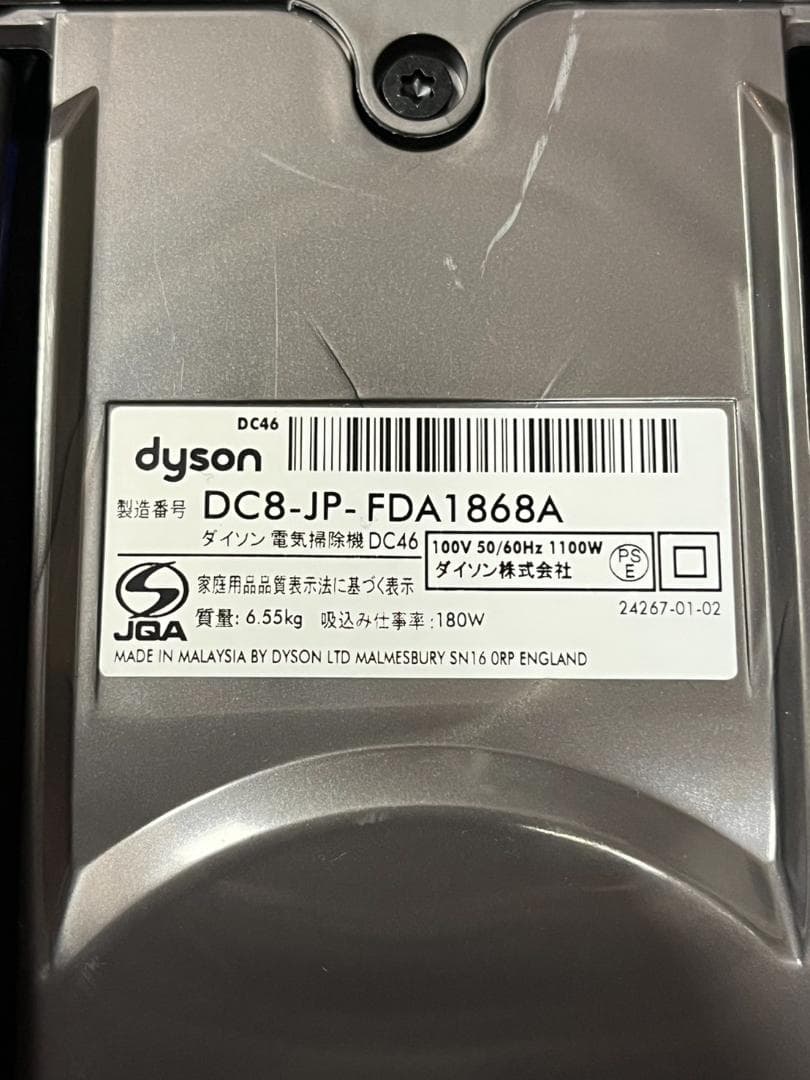 DC46
dyson
製造番号 DC8-JP-FDA1868A
ダイソン 電気掃除機 DC46
100V 50/60Hz 1100W
ダイソン株式会社
PS
E
JQA
家庭用品品質表示法に基づく表示
質量: 6.55kg 吸込み仕事率:180W
24267-01-02
MADE IN MALAYSIA BY DYSON LTD MALMESBURY SN16 0RP ENGLAND